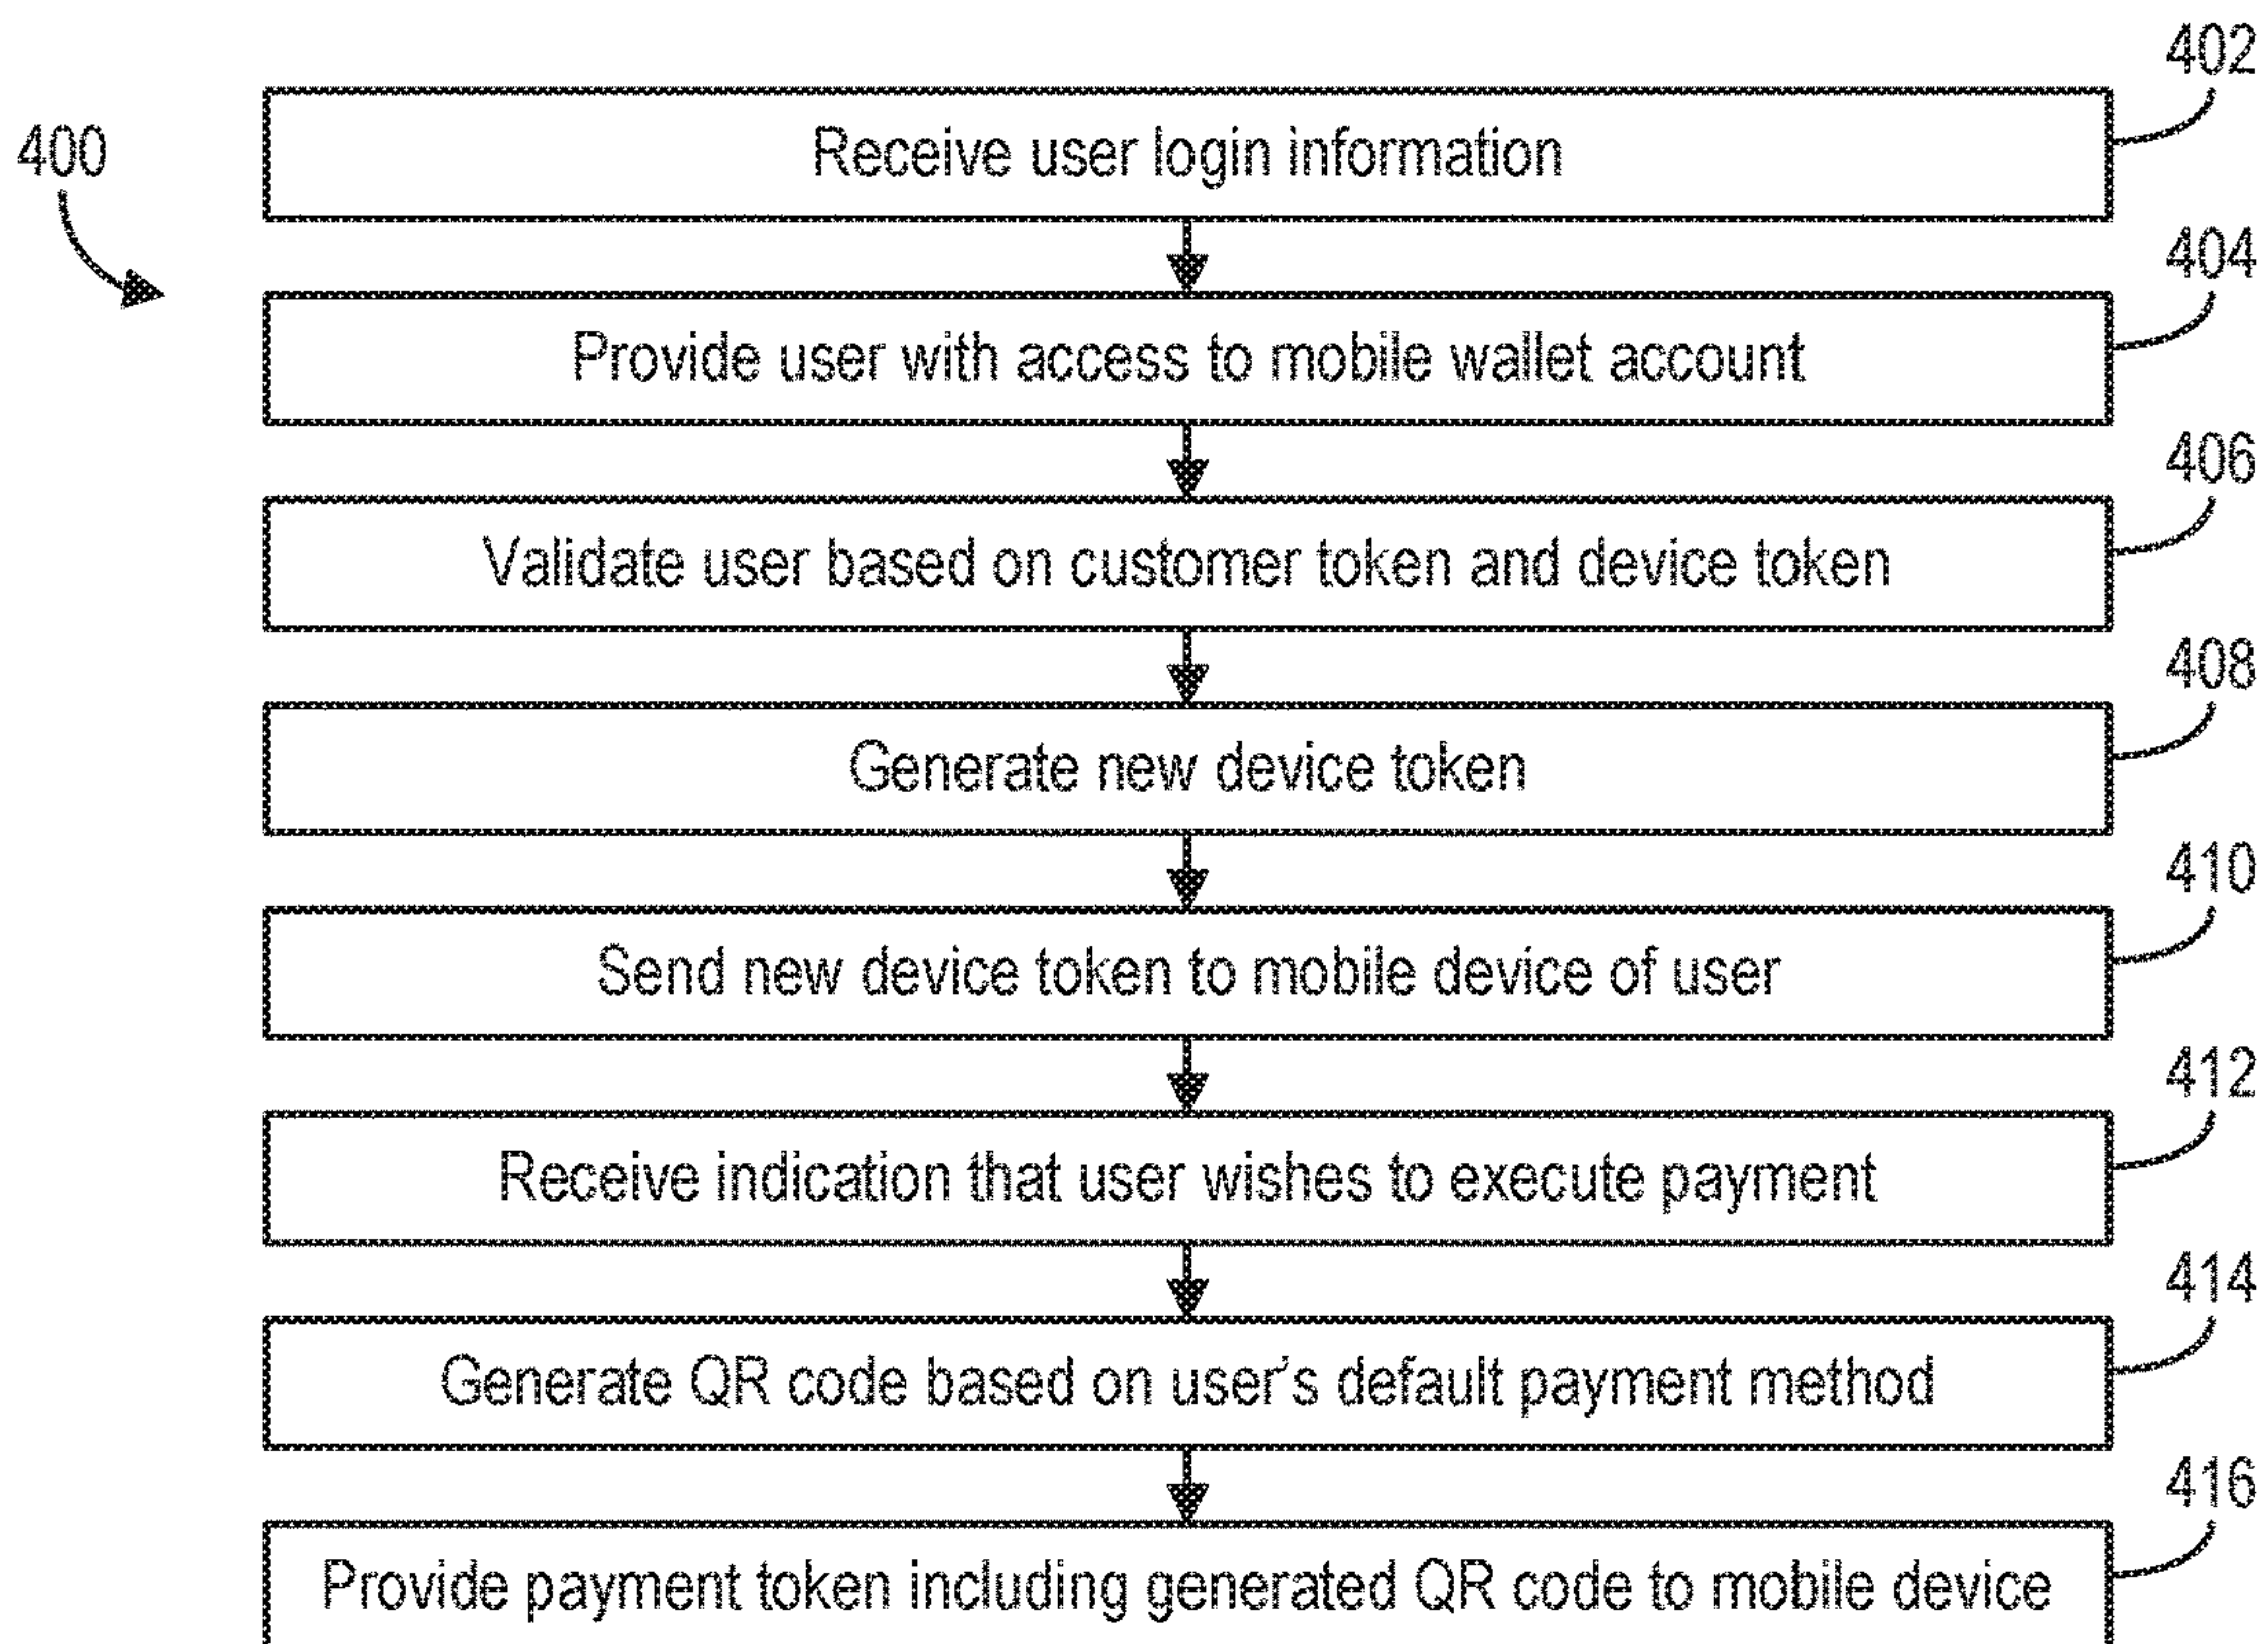 402
400
Receive user login information
404
Provide user with access to mobile wallet account
406
Validate user based on customer token and device token
408
Generate new device token
410
Send new device token to mobile device of user
412
Receive indication that user wishes to execute payment
414
Generate QR code based on user's default payment method
416
Provide payment token including generated QR code to mobile device